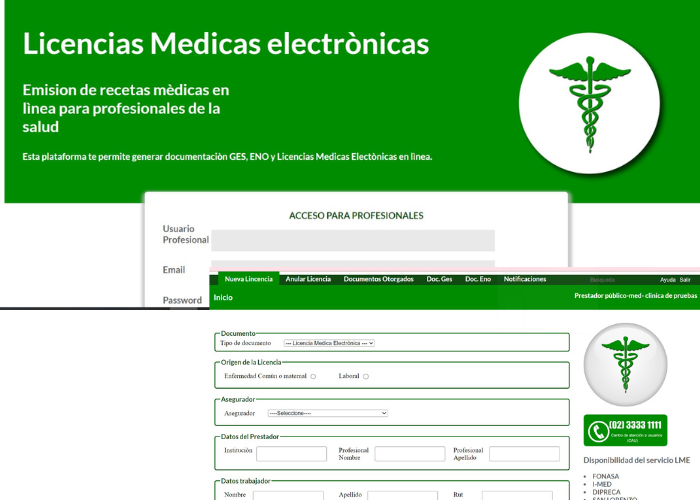 Licencias Medicas electrònicas
Emision de recetas mèdicas en
lìnea para profesionales de la
salud
Esta plataforma te permite generar documentaciòn GES, ENO y Licencias Medicas Electònicas en lìnea.
ACCESO PARA PROFESIONALES
Usuario
Profesional
Email
Password
Nueva Lincencia Anular Licencia Documentos Otorgados Doc. Ges Doc. Eno Notificaciones Ayuda Salir
Inicio Prestador público-med- clinica de pruebas
Documento
Tipo de documento --- Licencia Medica Electrónica ---
Origen de la Licencia
Enfermedad Común o maternal Laboral
Asegurador
Asegurador ----Seleccione----
Datos del Prestador
Institución Profesional Nombre Profesional Apellido
Datos trabajador
Nombre Apellido Rut
(02) 3333 1111
Centro de atención a usuarios
(CAU)
Disponibilidad del servicio LME
FONASA
I-MED
DIPRECA
SAN LORENZO